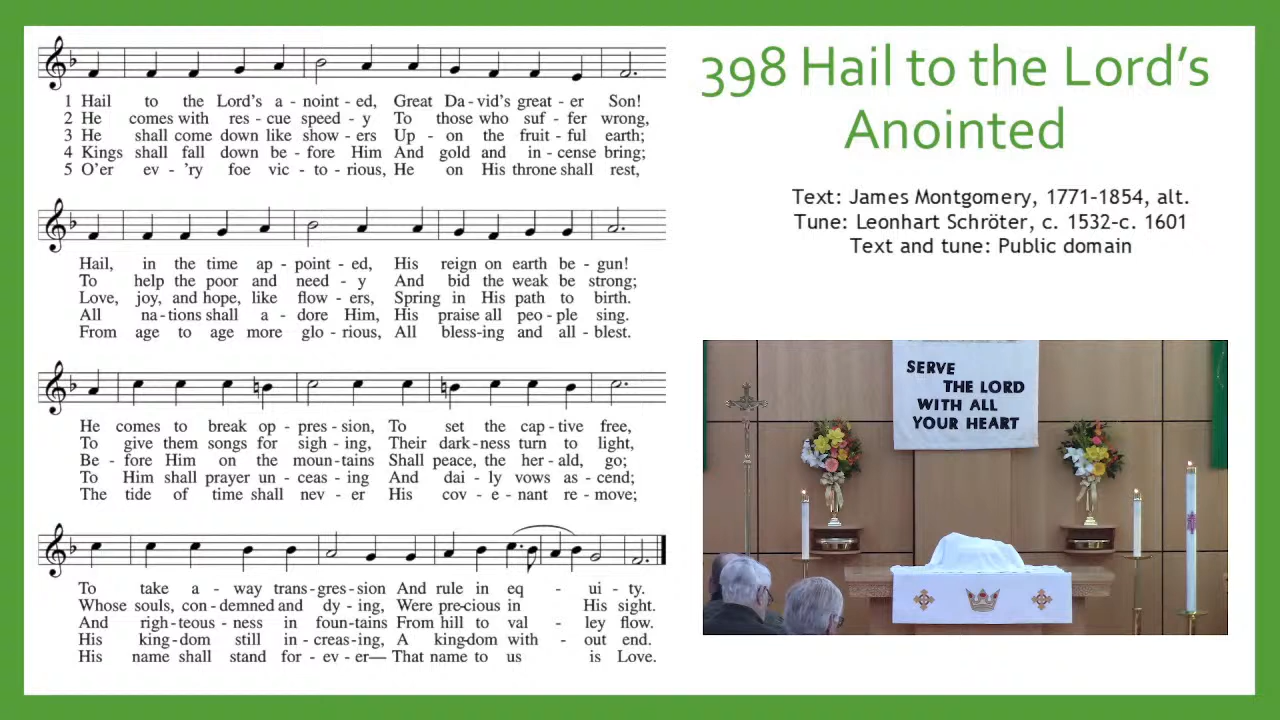 398 Hail to the Lord's
Anointed
Text: James Montgomery, 1771–1854, alt.
Tune: Leonhart Schröter, c. 1532–c. 1601
Text and tune: Public domain
1 Hail to the Lord's a - noint - ed, Great Da - vid's great - er Son!
2 He comes with res - cue speed - y To those who suf - fer wrong,
3 He shall come down like show - ers Up - on the fruit - ful earth;
4 Kings shall fall down be - fore Him And gold and in - cense bring;
5 O'er ev - 'ry foe vic - to - rious, He on His throne shall rest,
Hail, in the time ap - point - ed, His reign on earth be - gun!
To help the poor and need - y And bid the weak be strong;
Love, joy, and hope, like flow - ers, Spring in His path to birth.
All na - tions shall a - dore Him, His praise all peo - ple sing.
From age to age more glo - rious, All bless - ing and all - blest.
He comes to break op - pres - sion, To set the cap - tive free,
To give them songs for sigh - ing, Their dark - ness turn to light,
Be - fore Him on the moun - tains Shall peace, the her - ald, go;
To Him shall prayer un - ceas - ing And dai - ly vows as - cend;
The tide of time shall nev - er His cov - e - nant re - move;
To take a - way trans - gres - sion And rule in eq - ui - ty.
Whose souls, con - demned and dy - ing, Were pre - cious in His sight.
And righ - teous - ness in foun - tains From hill to val - ley flow.
His king - dom still in - creas - ing, A king - dom with - out end.
His name shall stand for - ev - er— That name to us is Love.
SERVE
THE LORD
WITH ALL
YOUR HEART